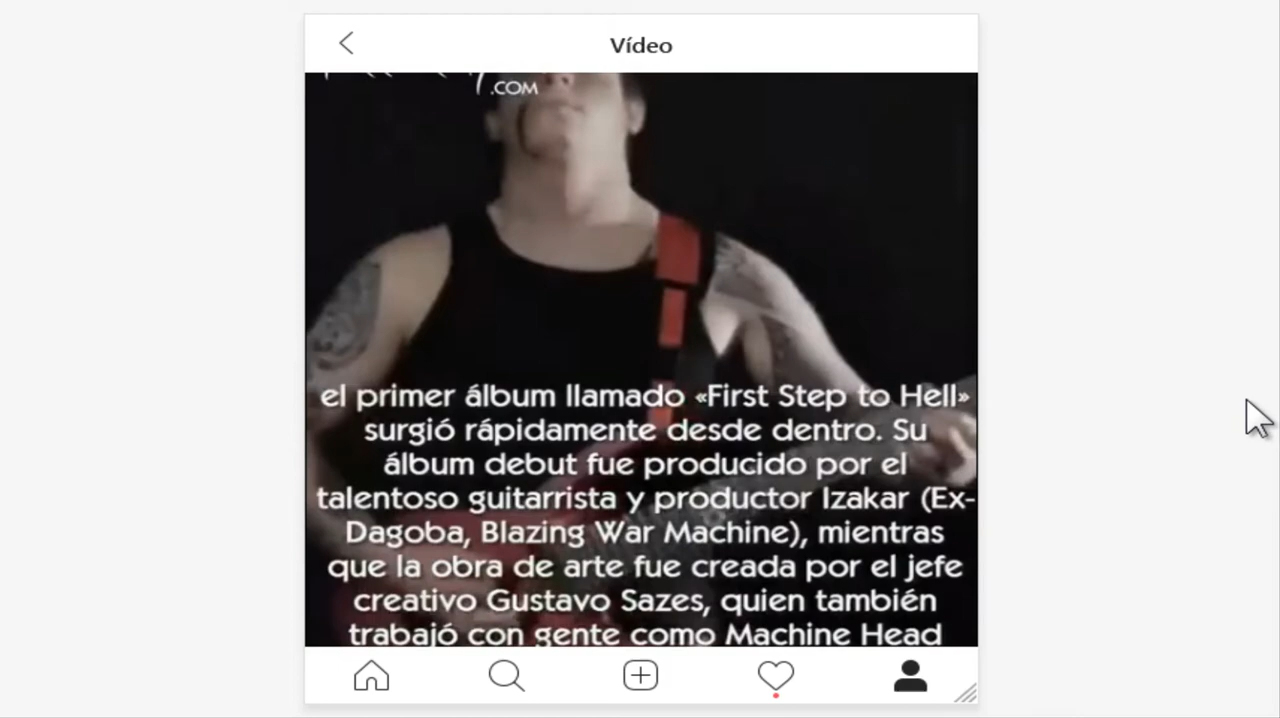 Vídeo
.COM
el primer álbum llamado «First Step to Hell»
surgió rápidamente desde dentro. Su
álbum debut fue producido por el
talentoso guitarrista y productor Izakar (Ex-
Dagoba, Blazing War Machine), mientras
que la obra de arte fue creada por el jefe
creativo Gustavo Sazes, quien también
trabajó con gente como Machine Head